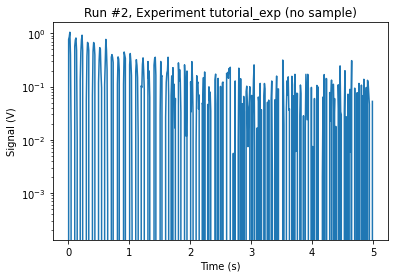 Run #2, Experiment tutorial_exp (no sample)
Signal (V)
10⁰
10⁻¹
10⁻²
10⁻³
0 1 2 3 4 5
Time (s)